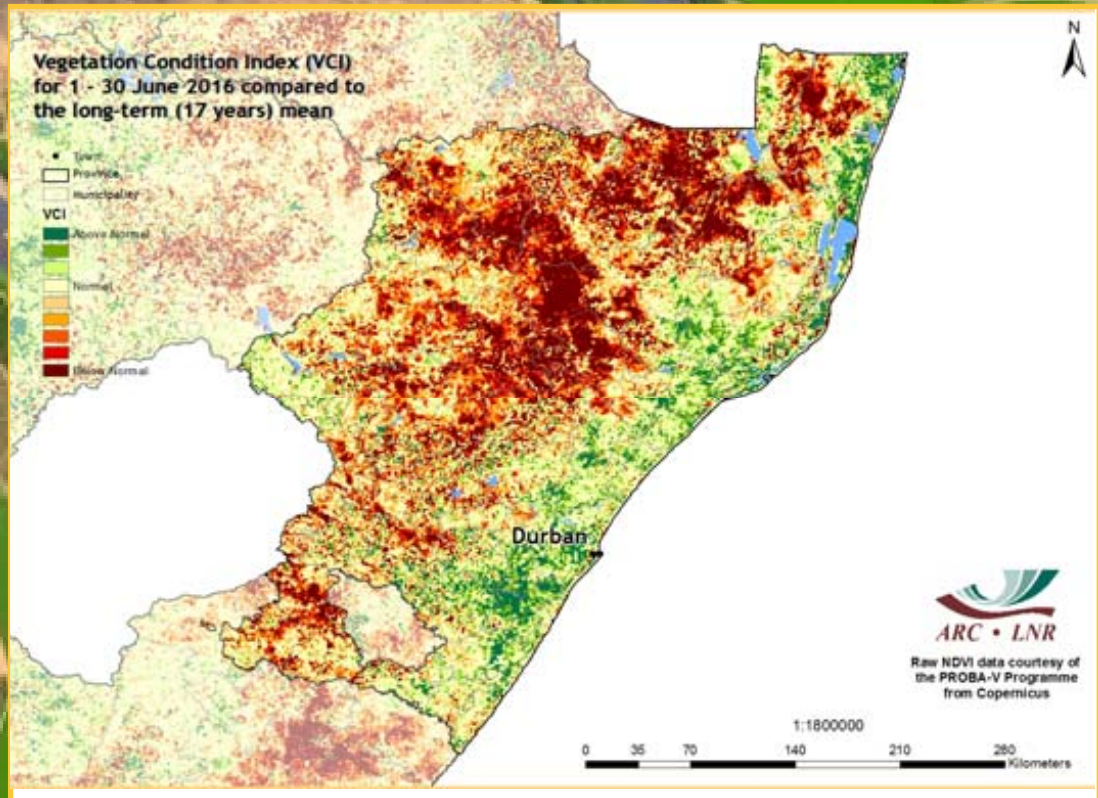 Vegetation Condition Index (VCI)
for 1 - 30 June 2016 compared to
the long-term (17 years) mean
N
Town
Province
Municipality
VCI
Above Normal
Normal
Below Normal
Durban
ARC • LNR
Raw NDVI data courtesy of
the PROBA-V Programme
from Copernicus
1:1800000
0 35 70 140 210 280
Kilometers